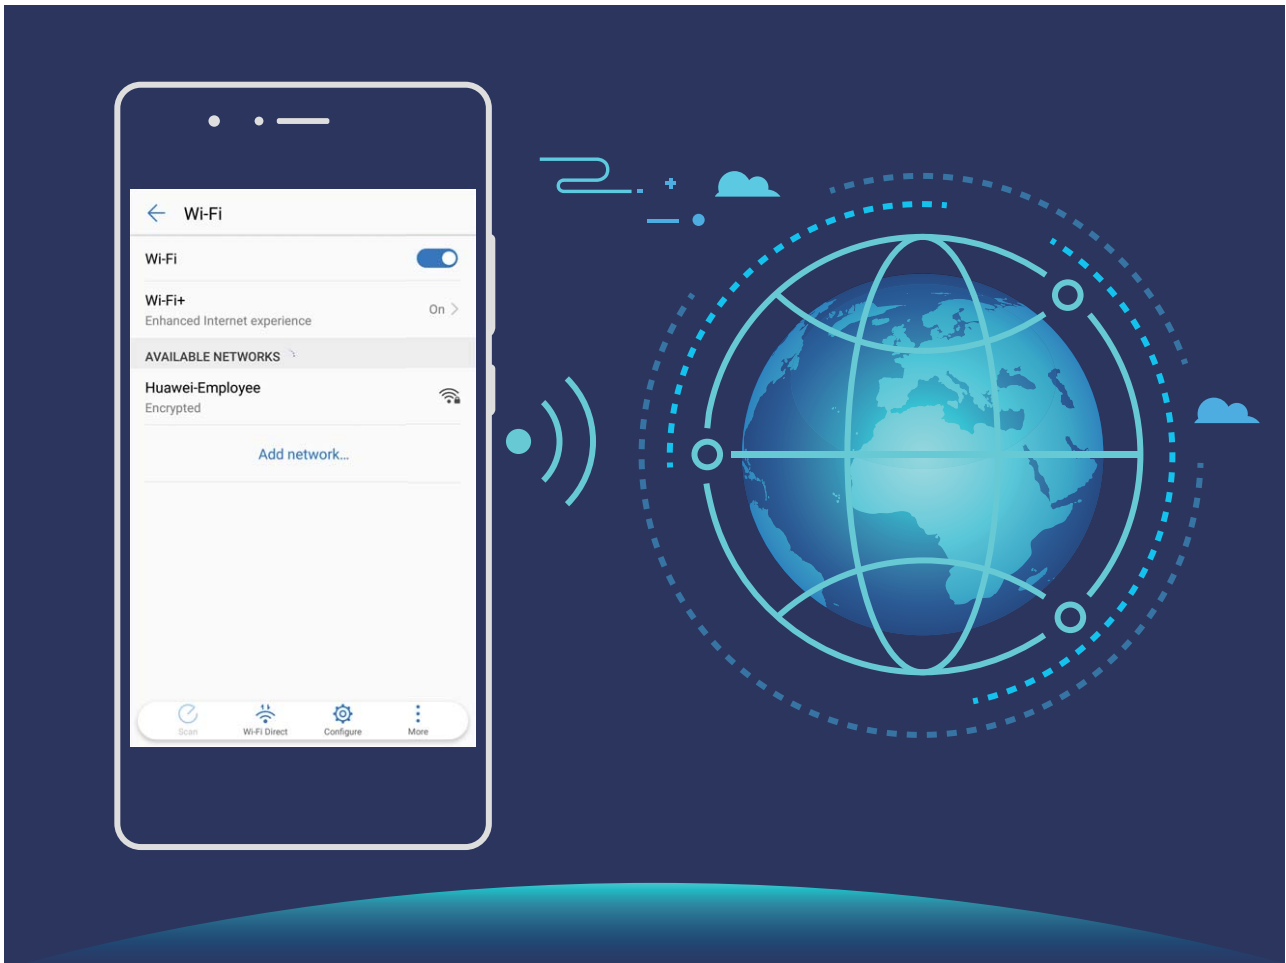 Wi-Fi
Wi-Fi
Wi-Fi+
On
Enhanced Internet experience
AVAILABLE NETWORKS
Huawei-Employee
Encrypted
Add network...
Scan
Wi-Fi Direct
Configure
More